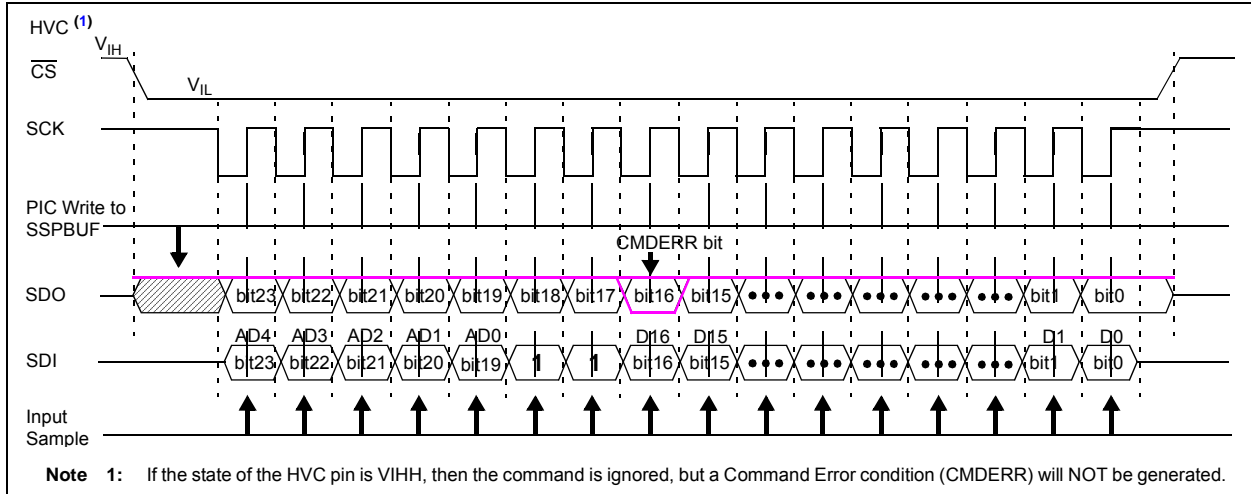 HVC (1)
VIH
CS
VIL
SCK
PIC Write to
SSPBUF
CMDERR bit
SDO bit23 bit22 bit21 bit20 bit19 bit18 bit17 bit16 bit15 ••• ••• ••• ••• ••• bit1 bit0
AD4 AD3 AD2 AD1 AD0 D16 D15 D1 D0
SDI bit23 bit22 bit21 bit20 bit19 1 1 bit16 bit15 ••• ••• ••• ••• ••• bit1 bit0
Input
Sample
Note 1: If the state of the HVC pin is VIHH, then the command is ignored, but a Command Error condition (CMDERR) will NOT be generated.